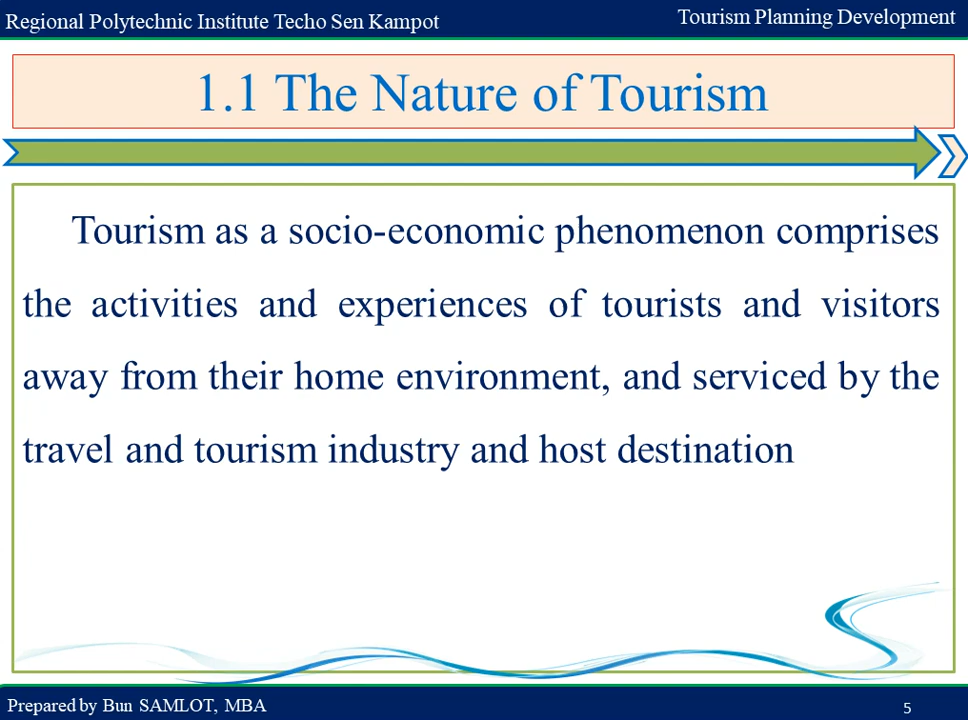 Regional Polytechnic Institute Techo Sen Kampot
Tourism Planning Development
1.1 The Nature of Tourism
Tourism as a socio-economic phenomenon comprises
the activities and experiences of tourists and visitors
away from their home environment, and serviced by the
travel and tourism industry and host destination
Prepared by Bun SAMLOT, MBA
5